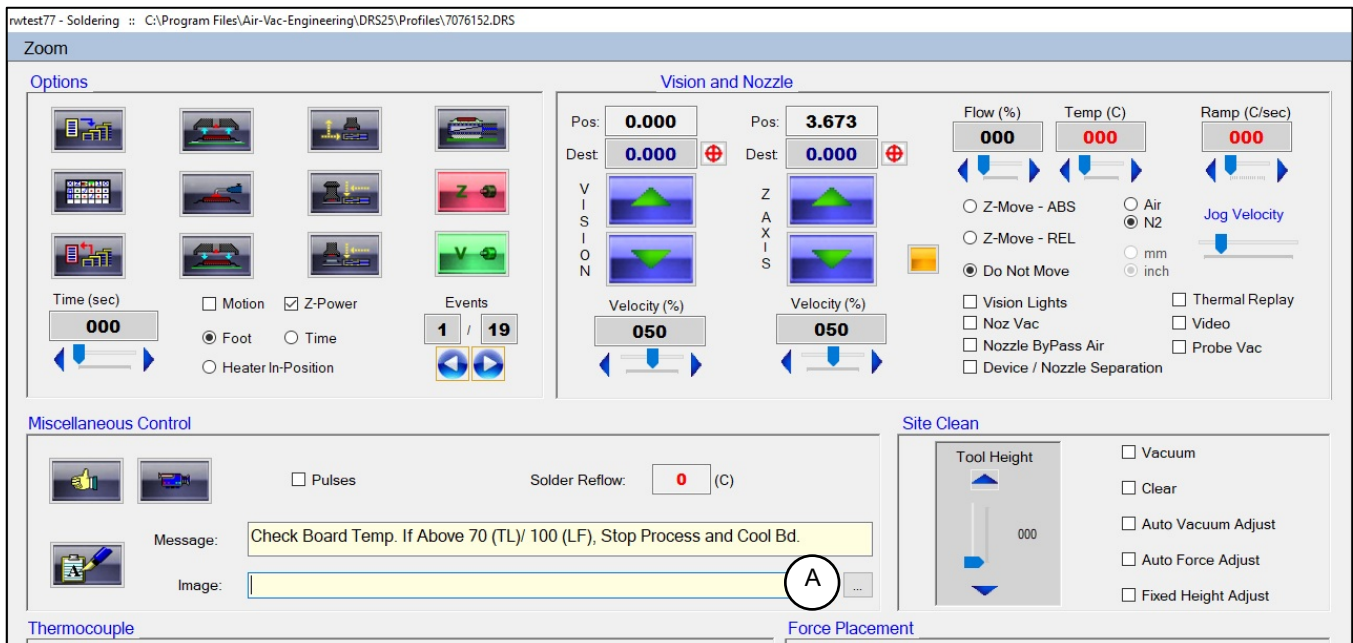 rwtest77 - Soldering :: C:\Program Files\Air-Vac-Engineering\DRS25\Profiles\7076152.DRS
Zoom
Options
Z
V
Time (sec)
000
Motion
Z-Power
Foot
Time
Heater In-Position
Events
1 / 19
Vision and Nozzle
Pos: 0.000
Dest 0.000
VISION
Velocity (%)
050
Pos: 3.673
Dest 0.000
Z AXIS
Velocity (%)
050
Flow (%)
000
Temp (C)
000
Ramp (C/sec)
000
Z-Move - ABS
Z-Move - REL
Do Not Move
Air
N2
mm
inch
Jog Velocity
Vision Lights
Noz Vac
Nozzle ByPass Air
Device / Nozzle Separation
Thermal Replay
Video
Probe Vac
Miscellaneous Control
Pulses
Solder Reflow: 0 (C)
A
Message: Check Board Temp. If Above 70 (TL)/ 100 (LF), Stop Process and Cool Bd.
Image:
A
...
Site Clean
Tool Height
000
Vacuum
Clear
Auto Vacuum Adjust
Auto Force Adjust
Fixed Height Adjust
Thermocouple
Force Placement